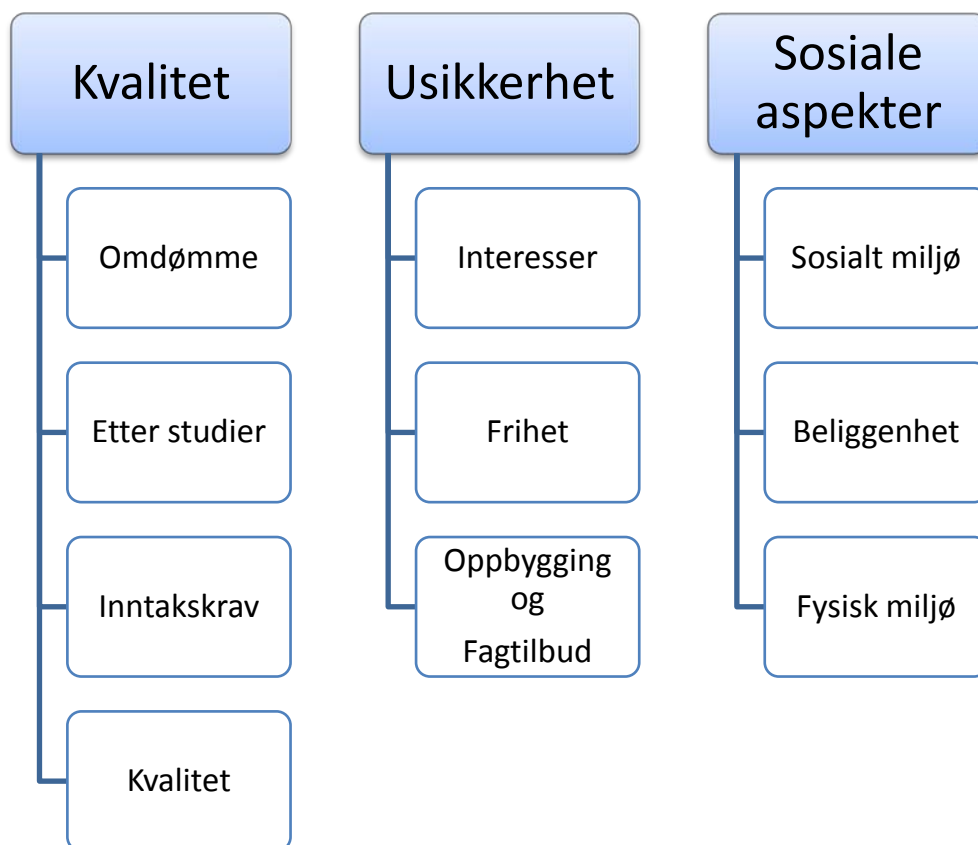 Kvalitet
Omdømme
Etter studier
Inntakskrav
Kvalitet
Usikkerhet
Interesser
Frihet
Oppbygging
og
Fagtilbud
Sosiale
aspekter
Sosialt miljø
Beliggenhet
Fysisk miljø